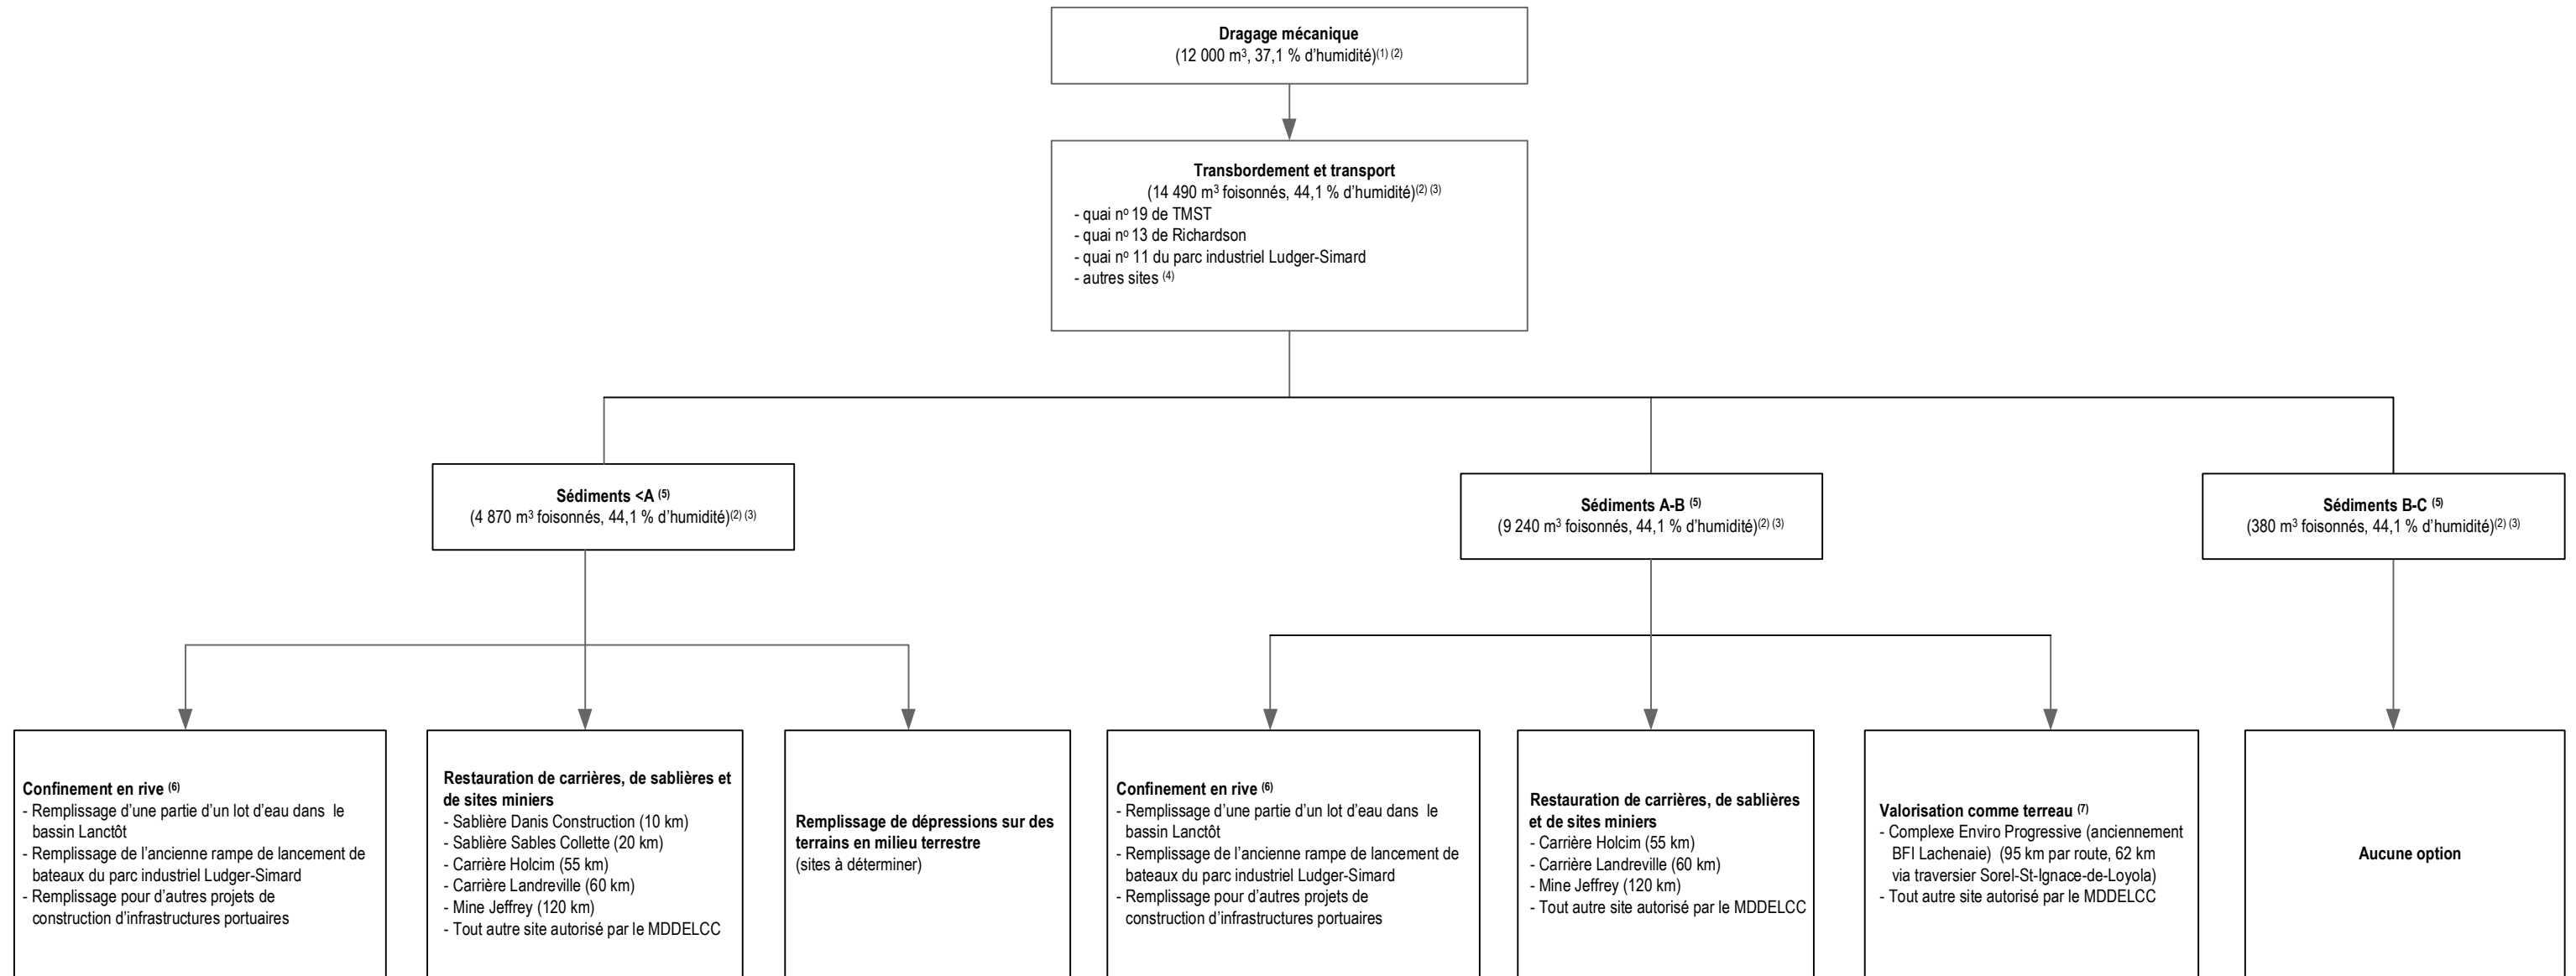 Dragage mécanique
(12 000 m³, 37,1 % d’humidité)(1) (2)
Transbordement et transport
(14 490 m³ foisonnés, 44,1 % d’humidité)(2) (3)
- quai nº 19 de TMST
- quai nº 13 de Richardson
- quai nº 11 du parc industriel Ludger-Simard
- autres sites (4)
Sédiments <A (5)
(4 870 m³ foisonnés, 44,1 % d’humidité)(2) (3)
Sédiments A-B (5)
(9 240 m³ foisonnés, 44,1 % d’humidité)(2) (3)
Sédiments B-C (5)
(380 m³ foisonnés, 44,1 % d’humidité)(2) (3)
Confinement en rive (6)
- Remplissage d’une partie d’un lot d’eau dans le
bassin Lanctôt
- Remplissage de l’ancienne rampe de lancement de
bateaux du parc industriel Ludger-Simard
- Remplissage pour d’autres projets de
construction d’infrastructures portuaires
Restauration de carrières, de sablières et
de sites miniers
- Sablière Danis Construction (10 km)
- Sablière Sables Collette (20 km)
- Carrière Holcim (55 km)
- Carrière Landreville (60 km)
- Mine Jeffrey (120 km)
- Tout autre site autorisé par le MDDELCC
Remplissage de dépressions sur des
terrains en milieu terrestre
(sites à déterminer)
Confinement en rive (6)
- Remplissage d’une partie d’un lot d’eau dans le
bassin Lanctôt
- Remplissage de l’ancienne rampe de lancement de
bateaux du parc industriel Ludger-Simard
- Remplissage pour d’autres projets de
construction d’infrastructures portuaires
Restauration de carrières, de sablières
et de sites miniers
- Carrière Holcim (55 km)
- Carrière Landreville (60 km)
- Mine Jeffrey (120 km)
- Tout autre site autorisé par le MDDELCC
Valorisation comme terreau (7)
- Complexe Enviro Progressive (anciennement
BFI Lachenaie) (95 km par route, 62 km
via traversier Sorel-St-Ignace-de-Loyola)
- Tout autre site autorisé par le MDDELCC
Aucune option